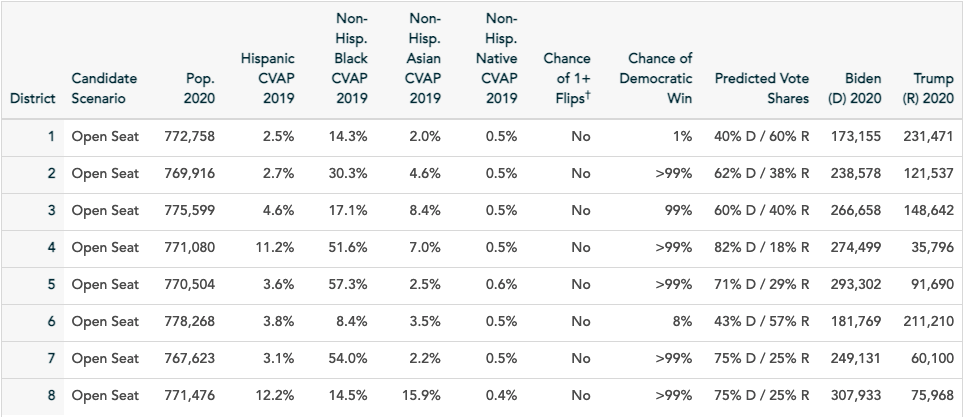 District Candidate Scenario Pop. 2020 Hispanic CVAP 2019 Non-Hisp. Black CVAP 2019 Non-Hisp. Asian CVAP 2019 Non-Hisp. Native CVAP 2019 Chance of 1+ Flips† Chance of Democratic Win Predicted Vote Shares Biden (D) 2020 Trump (R) 2020
1 Open Seat 772,758 2.5% 14.3% 2.0% 0.5% No 1% 40% D / 60% R 173,155 231,471
2 Open Seat 769,916 2.7% 30.3% 4.6% 0.5% No >99% 62% D / 38% R 238,578 121,537
3 Open Seat 775,599 4.6% 17.1% 8.4% 0.5% No 99% 60% D / 40% R 266,658 148,642
4 Open Seat 771,080 11.2% 51.6% 7.0% 0.5% No >99% 82% D / 18% R 274,499 35,796
5 Open Seat 770,504 3.6% 57.3% 2.5% 0.6% No >99% 71% D / 29% R 293,302 91,690
6 Open Seat 778,268 3.8% 8.4% 3.5% 0.5% No 8% 43% D / 57% R 181,769 211,210
7 Open Seat 767,623 3.1% 54.0% 2.2% 0.5% No >99% 75% D / 25% R 249,131 60,100
8 Open Seat 771,476 12.2% 14.5% 15.9% 0.4% No >99% 75% D / 25% R 307,933 75,968